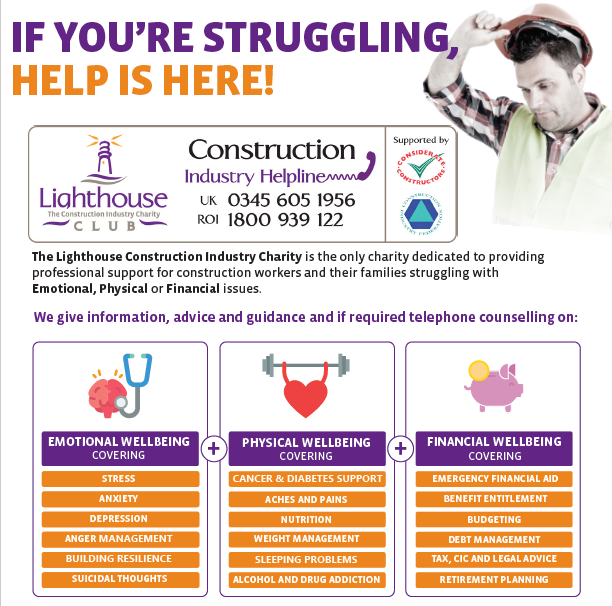 IF YOU'RE STRUGGLING,
HELP IS HERE!
Lighthouse
The Construction Industry Charity
CLUB
Construction
Industry Helpline
UK 0345 605 1956
ROI 1800 939 122
Supported by
CONSIDERATE
CONSTRUCTORS
CONSTRUCTION
INDUSTRY FEDERATION
The Lighthouse Construction Industry Charity is the only charity dedicated to providing
professional support for construction workers and their families struggling with
Emotional, Physical or Financial issues.
We give information, advice and guidance and if required telephone counselling on:
EMOTIONAL WELLBEING
COVERING
STRESS
ANXIETY
DEPRESSION
ANGER MANAGEMENT
BUILDING RESILIENCE
SUICIDAL THOUGHTS
+
PHYSICAL WELLBEING
COVERING
CANCER & DIABETES SUPPORT
ACHES AND PAINS
NUTRITION
WEIGHT MANAGEMENT
SLEEPING PROBLEMS
ALCOHOL AND DRUG ADDICTION
+
FINANCIAL WELLBEING
COVERING
EMERGENCY FINANCIAL AID
BENEFIT ENTITLEMENT
BUDGETING
DEBT MANAGEMENT
TAX, CIC AND LEGAL ADVICE
RETIREMENT PLANNING